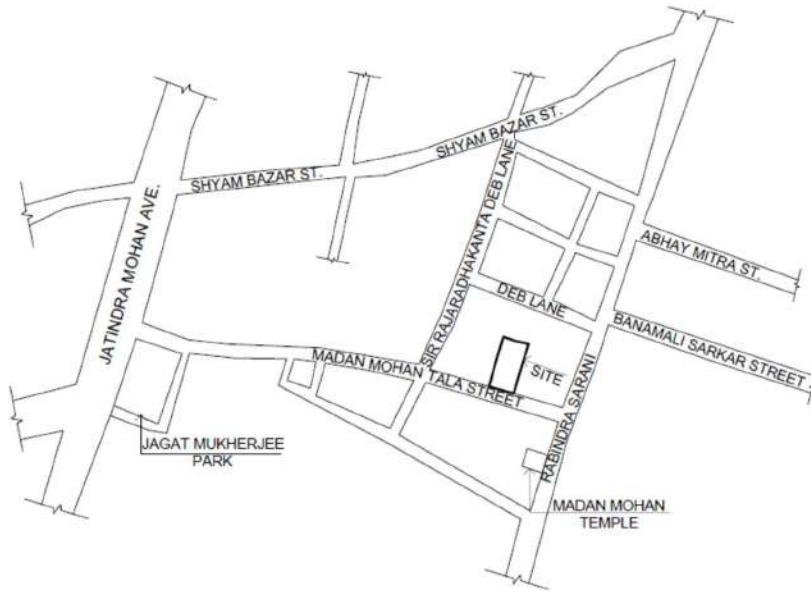 SHYAM BAZAR ST.
SHYAM BAZAR ST.
JATINDRA MOHAN AVE.
SIR RAJARADHAKANTA DEB LANE
ABHAY MITRA ST.
DEB LANE
BANAMALI SARKAR STREET
MADAN MOHAN TALA STREET
SITE
RABINDRA SARANI
JAGAT MUKHERJEE
PARK
MADAN MOHAN
TEMPLE